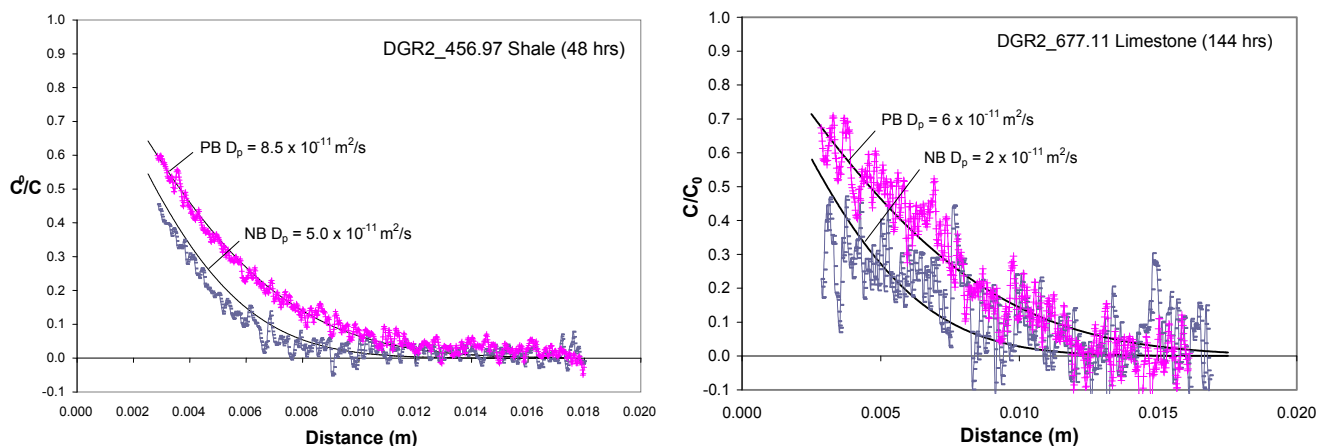 DGR2_456.97 Shale (48 hrs)
1.0
0.9
0.8
0.7
0.6
0.5
0.4
0.3
0.2
0.1
0.0
-0.1
C⁰/C
PB Dp = 8.5 x 10-11 m2/s
NB Dp = 5.0 x 10-11 m2/s
0.000 0.002 0.004 0.006 0.008 0.010 0.012 0.014 0.016 0.018 0.020
Distance (m)
DGR2_677.11 Limestone (144 hrs)
1.0
0.9
0.8
0.7
0.6
0.5
0.4
0.3
0.2
0.1
0.0
-0.1
C/C0
PB Dp = 6 x 10-11 m2/s
NB Dp = 2 x 10-11 m2/s
0.000 0.005 0.010 0.015 0.020
Distance (m)